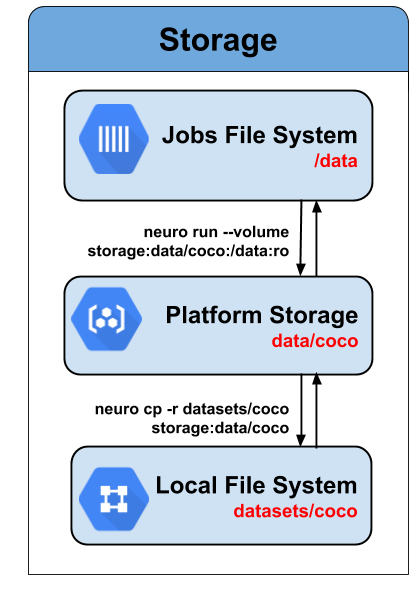 Storage
Jobs File System
/data
neuro run --volume
storage:data/coco:/data:ro
Platform Storage
data/coco
neuro cp -r datasets/coco
storage:data/coco
Local File System
datasets/coco